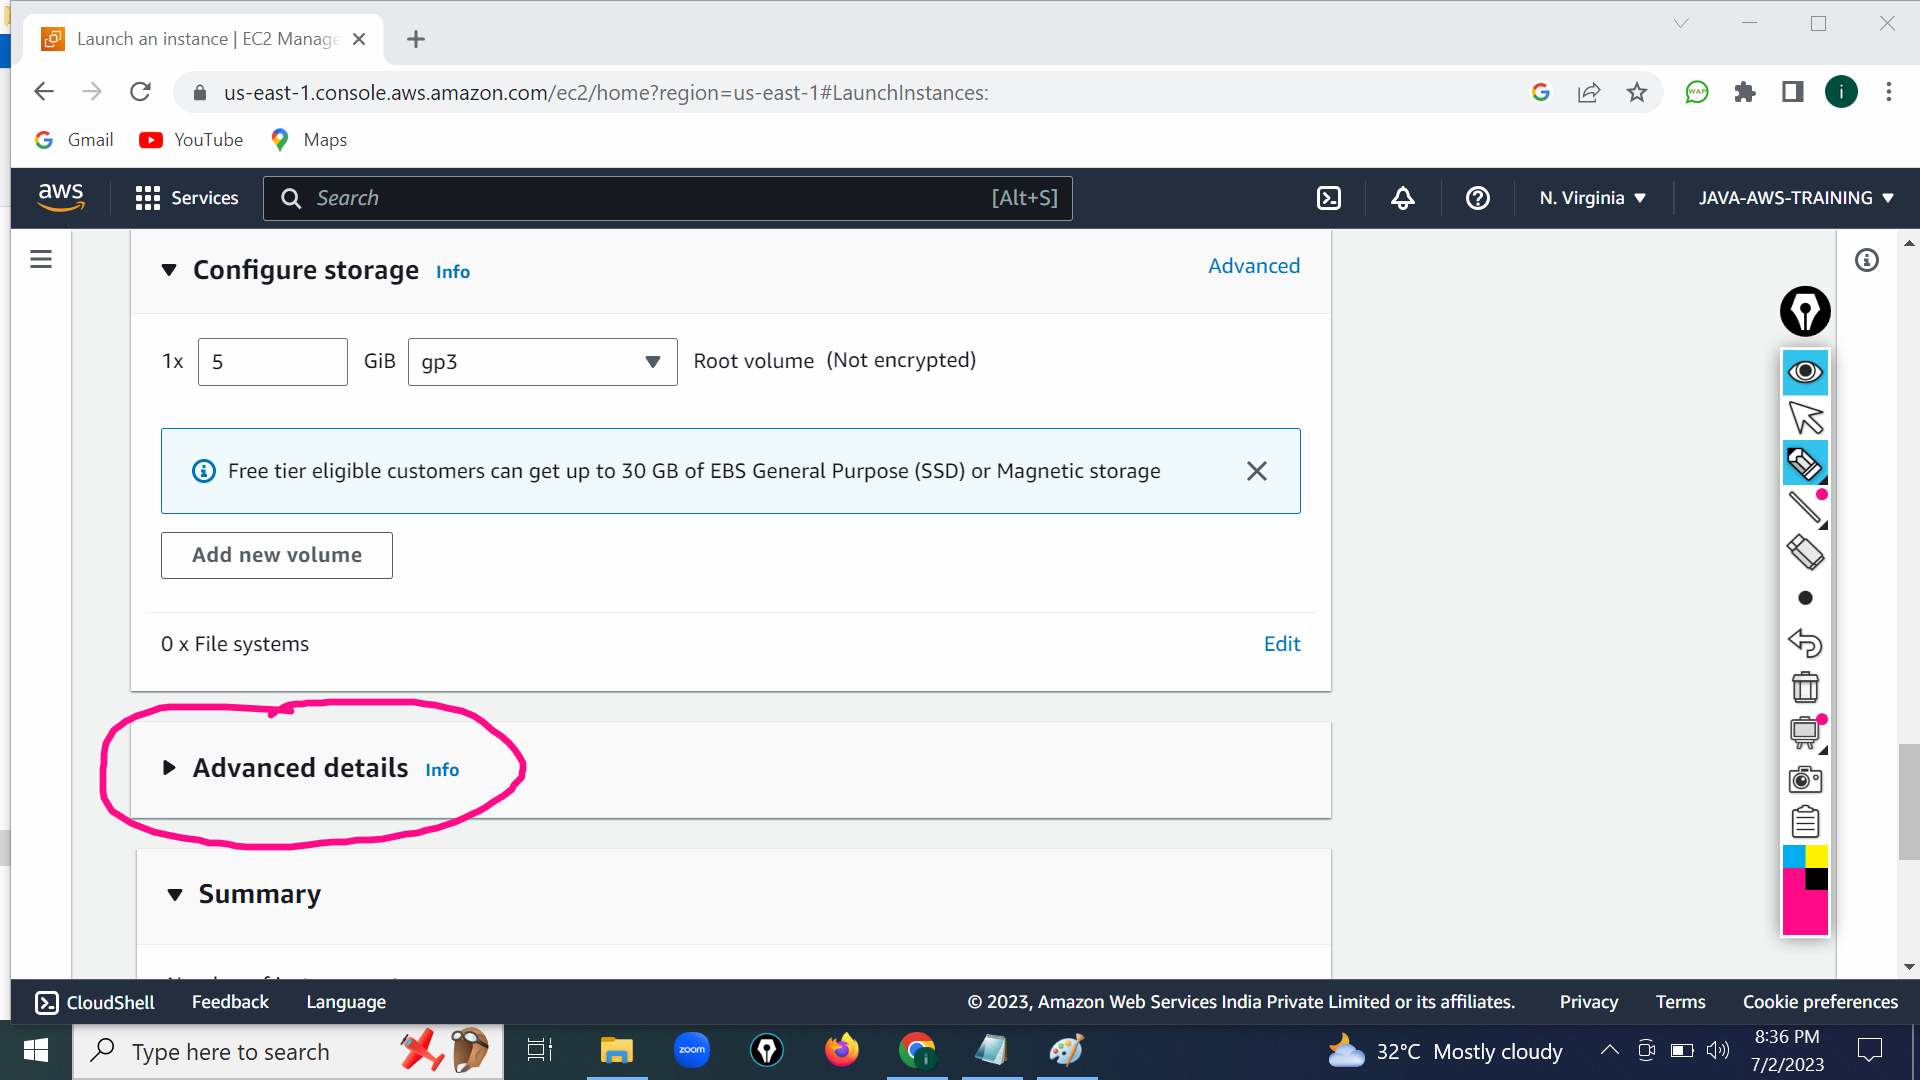 Launch an instance | EC2 Manage
us-east-1.console.aws.amazon.com/ec2/home?region=us-east-1#LaunchInstances:
WAP
i
Gmail YouTube Maps
aws Services Search [Alt+S] N. Virginia JAVA-AWS-TRAINING
Configure storage Info Advanced
1x 5 GiB gp3 Root volume (Not encrypted)
Free tier eligible customers can get up to 30 GB of EBS General Purpose (SSD) or Magnetic storage
Add new volume
0 x File systems Edit
Advanced details Info
Summary
CloudShell Feedback Language © 2023, Amazon Web Services India Private Limited or its affiliates. Privacy Terms Cookie preferences
Type here to search zoom i 32°C Mostly cloudy 8:36 PM
7/2/2023